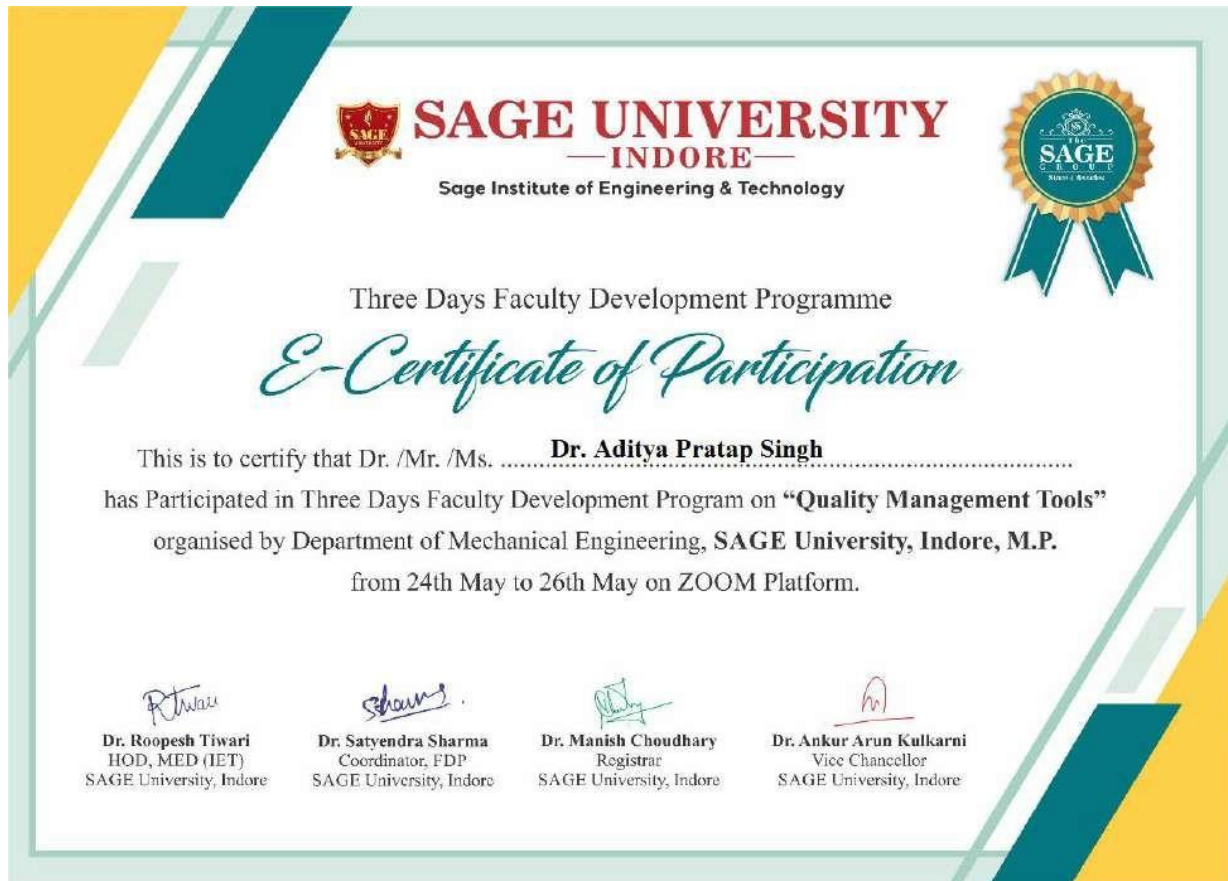 SAGE
SAGE UNIVERSITY
INDORE
Sage Institute of Engineering & Technology
The
SAGE
GROUP
Three Days Faculty Development Programme
E-Certificate of Participation
This is to certify that Dr. /Mr. /Ms. Dr. Aditya Pratap Singh
has Participated in Three Days Faculty Development Program on “Quality Management Tools”
organised by Department of Mechanical Engineering, SAGE University, Indore, M.P.
from 24th May to 26th May on ZOOM Platform.
Dr. Roopesh Tiwari
HOD, MED (IET)
SAGE University, Indore
Dr. Satyendra Sharma
Coordinator, FDP
SAGE University, Indore
Dr. Manish Choudhary
Registrar
SAGE University, Indore
Dr. Ankur Arun Kulkarni
Vice Chancellor
SAGE University, Indore